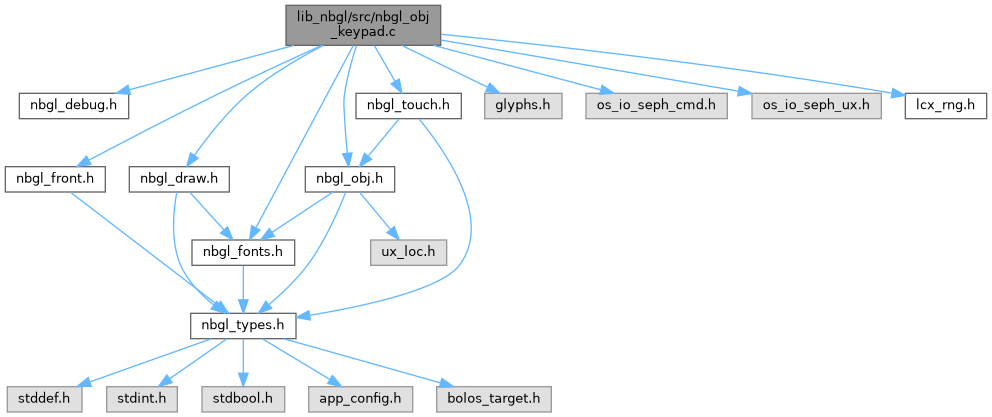 lib_nbgl/src/nbgl_obj
_keypad.c
nbgl_debug.h
nbgl_touch.h
glyphs.h
os_io_seph_cmd.h
os_io_seph_ux.h
lcx_rng.h
nbgl_front.h
nbgl_draw.h
nbgl_obj.h
nbgl_fonts.h
ux_loc.h
nbgl_types.h
stddef.h
stdint.h
stdbool.h
app_config.h
bolos_target.h